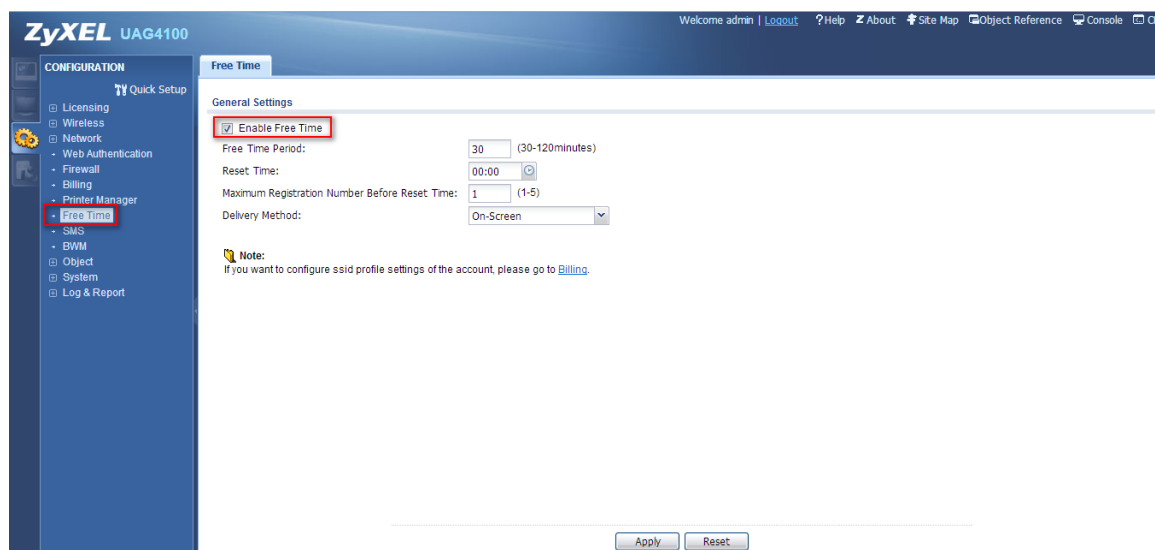 ZyXEL UAG4100
Welcome admin | Logout ?Help Z About Site Map Object Reference Console
CONFIGURATION
Quick Setup
Licensing
Wireless
Network
Web Authentication
Firewall
Billing
Printer Manager
Free Time
SMS
BWM
Object
System
Log & Report
Free Time
General Settings
Enable Free Time
Free Time Period: 30 (30-120minutes)
Reset Time: 00:00
Maximum Registration Number Before Reset Time: 1 (1-5)
Delivery Method: On-Screen
Note:
If you want to configure ssid profile settings of the account, please go to Billing.
Apply Reset